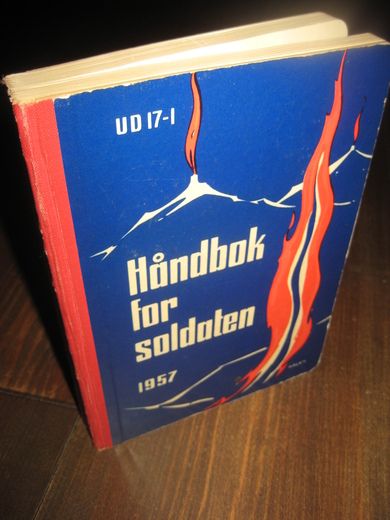 UD 17-1
Håndbok
for
soldaten
1957